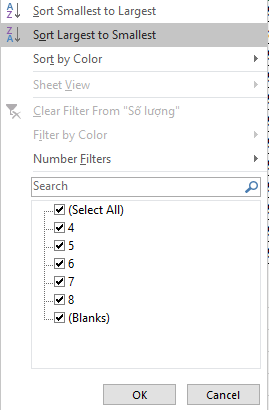 Sort Smallest to Largest
Sort Largest to Smallest
Sort by Color
Sheet View
Clear Filter From "Số lượng"
Filter by Color
Number Filters
Search
(Select All)
4
5
6
7
8
(Blanks)
OK Cancel